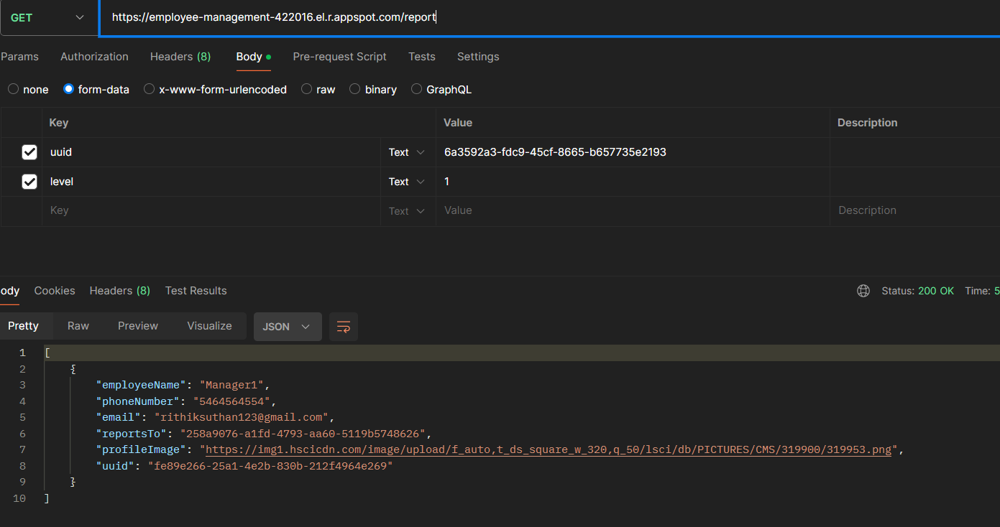 GET https://employee-management-422016.el.r.appspot.com/report
Params Authorization Headers (8) Body Pre-request Script Tests Settings
none form-data x-www-form-urlencoded raw binary GraphQL
Key Value Description
uuid Text 6a3592a3-fdc9-45cf-8665-b657735e2193
level Text 1
Key Text Value Description
ody Cookies Headers (8) Test Results Status: 200 OK Time: 5
Pretty Raw Preview Visualize JSON
1 [
2 {
3 "employeeName": "Manager1",
4 "phoneNumber": "5464564554",
5 "email": "rithiksuthan123@gmail.com",
6 "reportsTo": "258a9076-a1fd-4793-aa60-5119b5748626",
7 "profileImage": "https://img1.hscicdn.com/image/upload/f_auto,t_ds_square_w_320,q_50/lsci/db/PICTURES/CMS/319900/319953.png",
8 "uuid": "fe89e266-25a1-4e2b-830b-212f4964e269"
9 }
10 ]